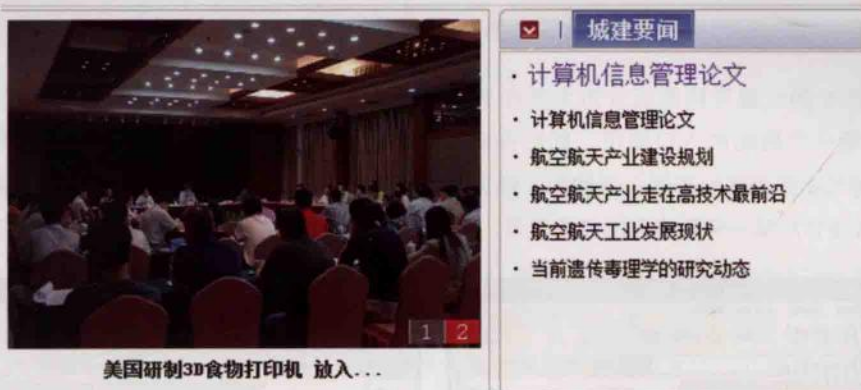 1 2
美国研制3D食物打印机 放入...
城建要闻
· 计算机信息管理论文
· 计算机信息管理论文
· 航空航天产业建设规划
· 航空航天产业走在高技术最前沿
· 航空航天工业发展现状
· 当前遗传毒理学的研究动态